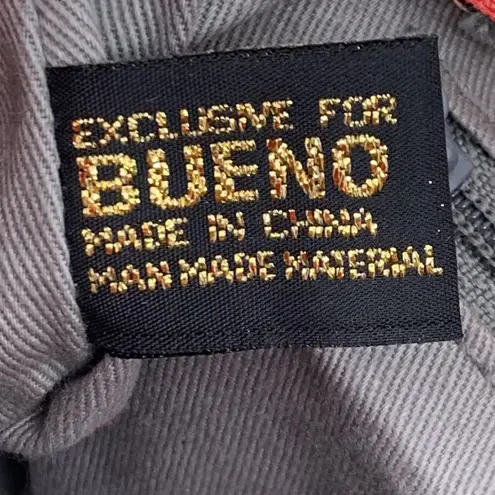 EXCLUSIVE FOR
BUENO
MADE IN CHINA
MAN MADE MATERIAL